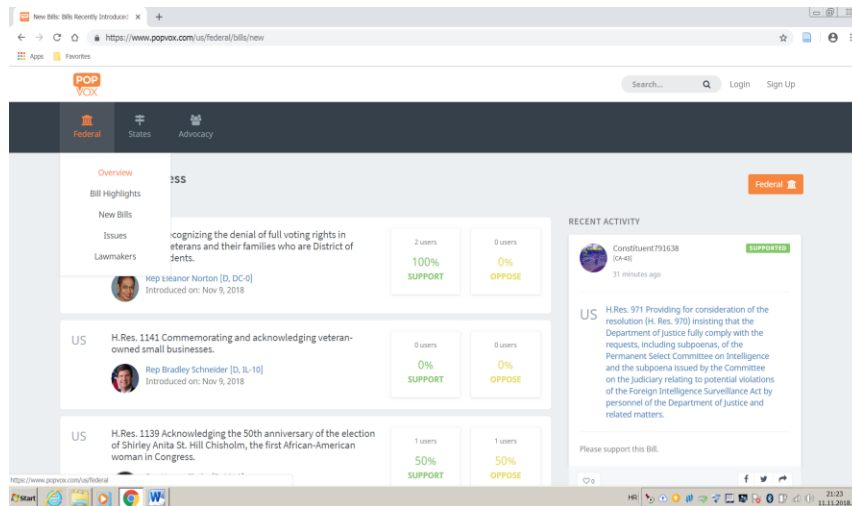 New Bills: Bills Recently Introduced
https://www.popvox.com/us/federal/bills/new
Apps
Favorites
POP
VOX
Search...
Login
Sign Up
Federal
States
Advocacy
Overview
Bill Highlights
New Bills
Issues
Lawmakers
ess
Federal
ecognizing the denial of full voting rights in
eterans and their families who are District of
dents.
Rep Eleanor Norton [D, DC-0]
Introduced on: Nov 9, 2018
2 users
100%
SUPPORT
0 users
0%
OPPOSE
US
H.Res. 1141 Commemorating and acknowledging veteran-
owned small businesses.
Rep Bradley Schneider [D, IL-10]
Introduced on: Nov 9, 2018
0 users
0%
SUPPORT
0 users
0%
OPPOSE
US
H.Res. 1139 Acknowledging the 50th anniversary of the election
of Shirley Anita St. Hill Chisholm, the first African-American
woman in Congress.
1 users
50%
SUPPORT
1 users
50%
OPPOSE
RECENT ACTIVITY
Constituent791638
[CA-43]
31 minutes ago
SUPPORTED
US
H.Res. 971 Providing for consideration of the
resolution (H. Res. 970) insisting that the
Department of Justice fully comply with the
requests, including subpoenas, of the
Permanent Select Committee on Intelligence
and the subpoena issued by the Committee
on the Judiciary relating to potential violations
of the Foreign Intelligence Surveillance Act by
personnel of the Department of Justice and
related matters.
Please support this Bill.
0
https://www.popvox.com/us/federal
Start
HR
21:23
11.11.2018.